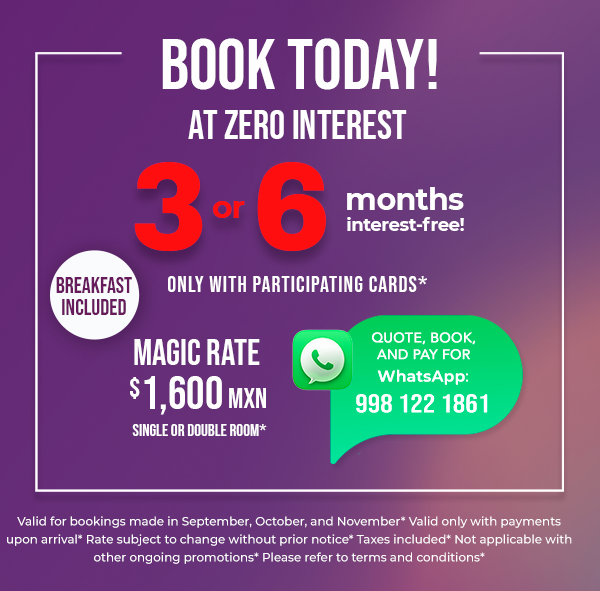 BOOK TODAY!
AT ZERO INTEREST
3 or 6 months
interest-free!
ONLY WITH PARTICIPATING CARDS*
BREAKFAST
INCLUDED
MAGIC RATE
$1,600 MXN
SINGLE OR DOUBLE ROOM*
QUOTE, BOOK,
AND PAY FOR
WhatsApp:
998 122 1861
Valid for bookings made in September, October, and November* Valid only with payments
upon arrival* Rate subject to change without prior notice* Taxes included* Not applicable with
other ongoing promotions* Please refer to terms and conditions*